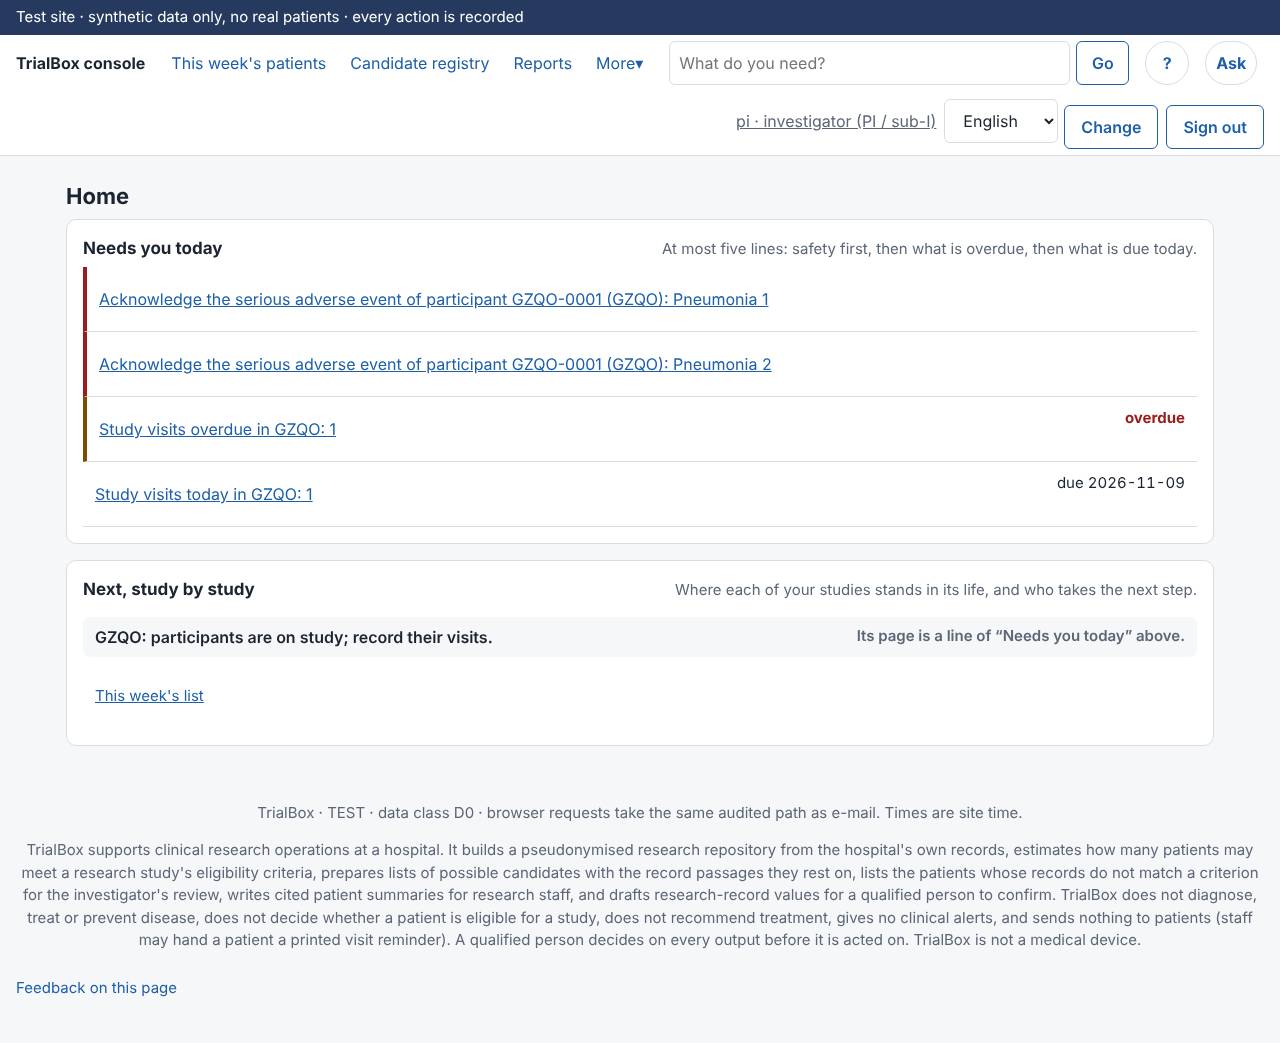 Test site · synthetic data only, no real patients · every action is recorded
TrialBox console
This week's patients
Candidate registry
Reports
More▾
What do you need?
Go
?
Ask
pi · investigator (PI / sub-I)
English
Change
Sign out
Home
Needs you today
At most five lines: safety first, then what is overdue, then what is due today.
Acknowledge the serious adverse event of participant GZQO-0001 (GZQO): Pneumonia 1
Acknowledge the serious adverse event of participant GZQO-0001 (GZQO): Pneumonia 2
Study visits overdue in GZQO: 1
overdue
Study visits today in GZQO: 1
due 2026-11-09
Next, study by study
Where each of your studies stands in its life, and who takes the next step.
GZQO: participants are on study; record their visits.
Its page is a line of “Needs you today” above.
This week's list
TrialBox · TEST · data class D0 · browser requests take the same audited path as e-mail. Times are site time.
TrialBox supports clinical research operations at a hospital. It builds a pseudonymised research repository from the hospital's own records, estimates how many patients may
meet a research study's eligibility criteria, prepares lists of possible candidates with the record passages they rest on, lists the patients whose records do not match a criterion
for the investigator's review, writes cited patient summaries for research staff, and drafts research-record values for a qualified person to confirm. TrialBox does not diagnose,
treat or prevent disease, does not decide whether a patient is eligible for a study, does not recommend treatment, gives no clinical alerts, and sends nothing to patients (staff
may hand a patient a printed visit reminder). A qualified person decides on every output before it is acted on. TrialBox is not a medical device.
Feedback on this page